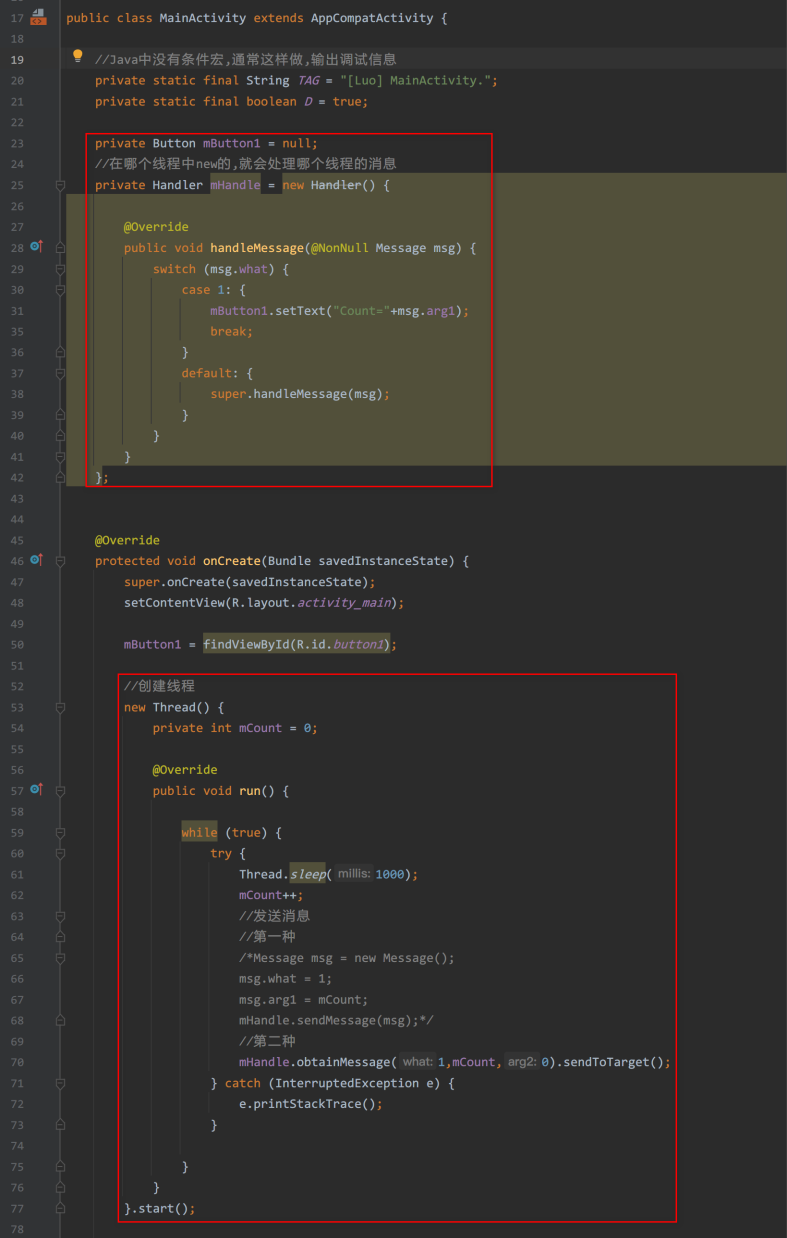 17 public class MainActivity extends AppCompatActivity {
18
19 //Java中没有条件宏,通常这样做,输出调试信息
20 private static final String TAG = "[Luo] MainActivity.";
21 private static final boolean D = true;
22
23 private Button mButton1 = null;
24 //在哪个线程中new的,就会处理哪个线程的消息
25 private Handler mHandle = new Handler() {
26
27 @Override
28 public void handleMessage(@NonNull Message msg) {
29 switch (msg.what) {
30 case 1: {
31 mButton1.setText("Count="+msg.arg1);
35 break;
36 }
37 default: {
38 super.handleMessage(msg);
39 }
40 }
41 }
42 };
43
44
45 @Override
46 protected void onCreate(Bundle savedInstanceState) {
47 super.onCreate(savedInstanceState);
48 setContentView(R.layout.activity_main);
49
50 mButton1 = findViewById(R.id.button1);
51
52 //创建线程
53 new Thread() {
54 private int mCount = 0;
55
56 @Override
57 public void run() {
58
59 while (true) {
60 try {
61 Thread.sleep( millis: 1000);
62 mCount++;
63 //发送消息
64 //第一种
65 /*Message msg = new Message();
66 msg.what = 1;
67 msg.arg1 = mCount;
68 mHandle.sendMessage(msg);*/
69 //第二种
70 mHandle.obtainMessage( what: 1,mCount, arg2: 0).sendToTarget();
71 } catch (InterruptedException e) {
72 e.printStackTrace();
73 }
74
75 }
76 }
77 }.start();
78